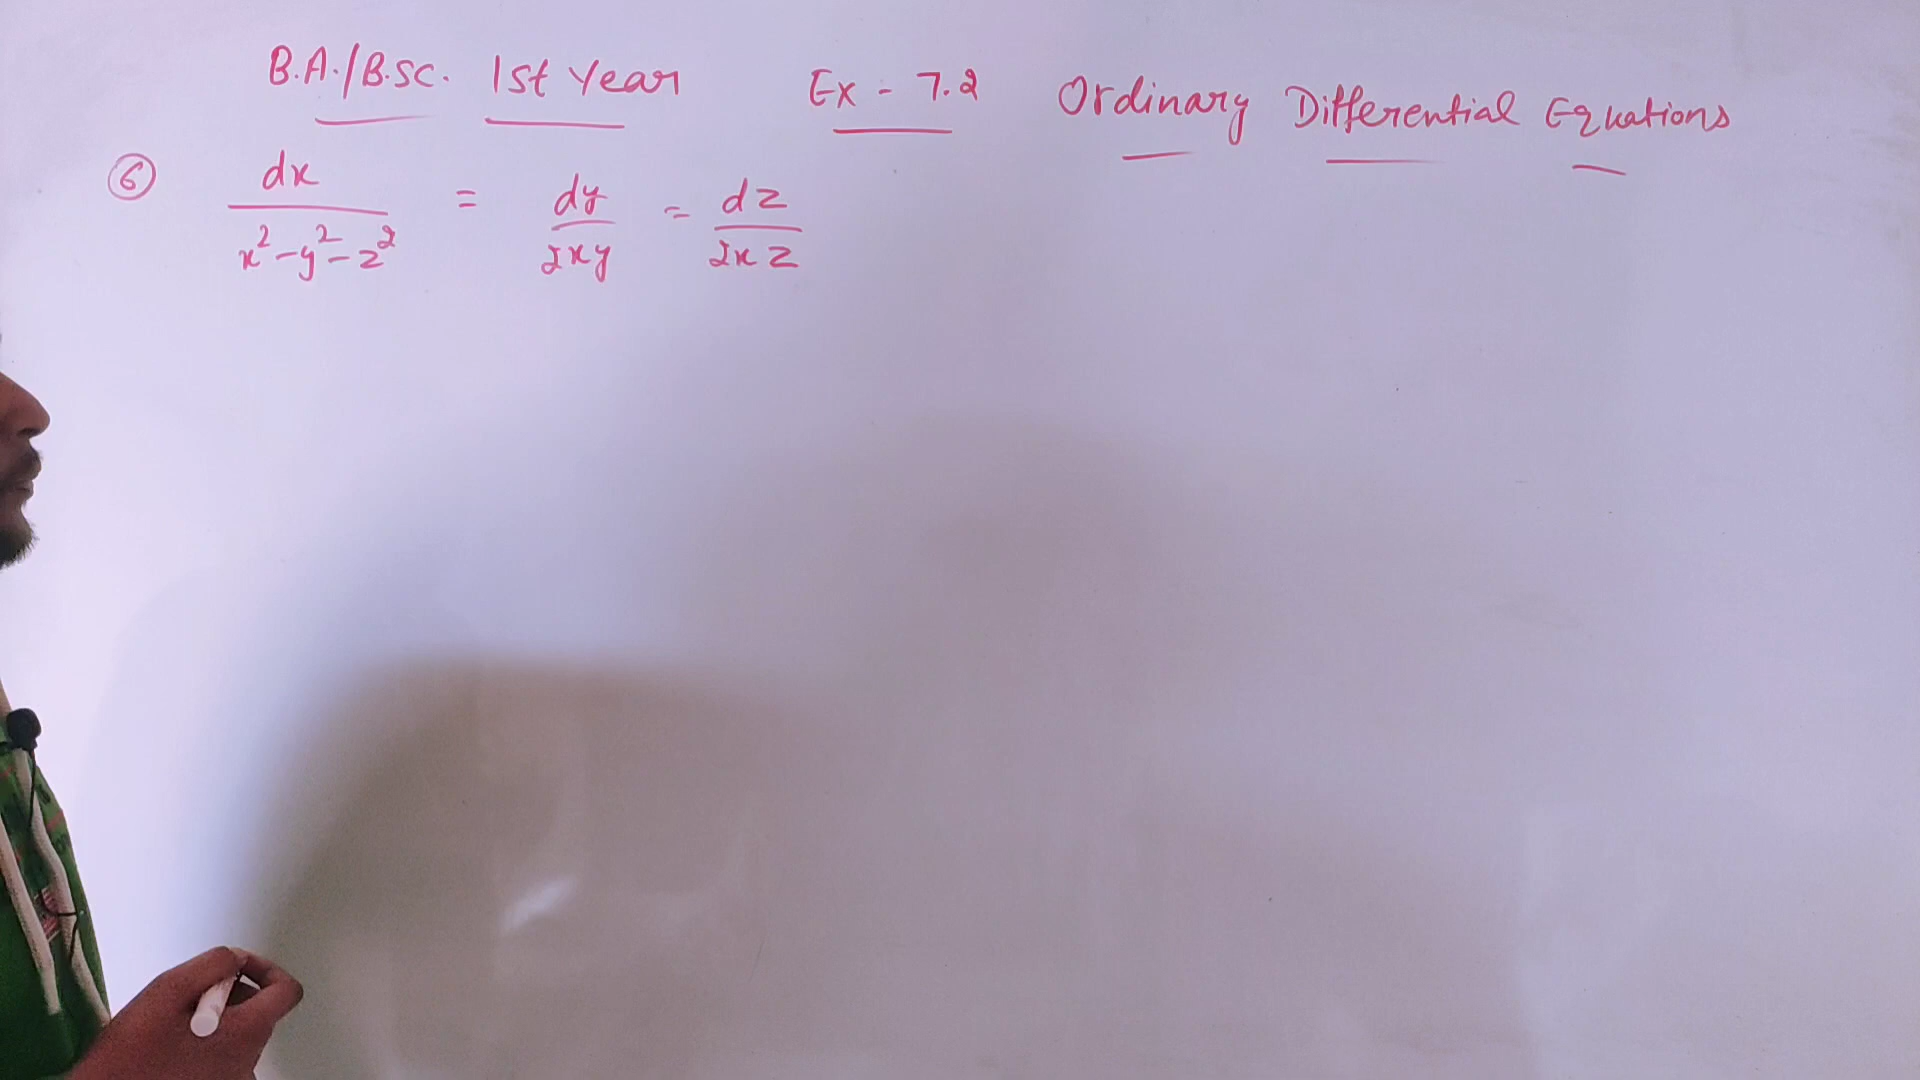 B.A./B.SC. 1st Year Ex - 7.2 Ordinary Differential Equations
⑥ dx/(x²-y²-z²) = dy/2xy = dz/2xz